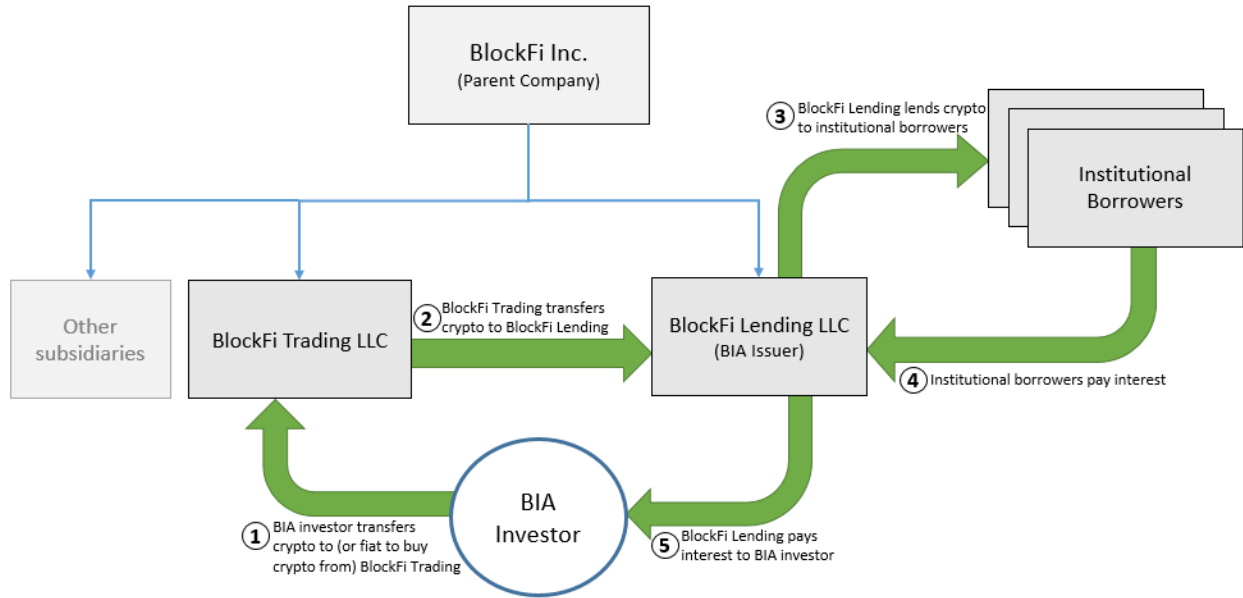 BlockFi Inc.
(Parent Company)
3
BlockFi Lending lends crypto
to institutional borrowers
Institutional
Borrowers
Other
subsidiaries
BlockFi Trading LLC
2
BlockFi Trading transfers
crypto to BlockFi Lending
BlockFi Lending LLC
(BIA Issuer)
4
Institutional borrowers pay interest
BIA
Investor
1
BIA investor transfers
crypto to (or fiat to buy
crypto from) BlockFi Trading
5
BlockFi Lending pays
interest to BIA investor